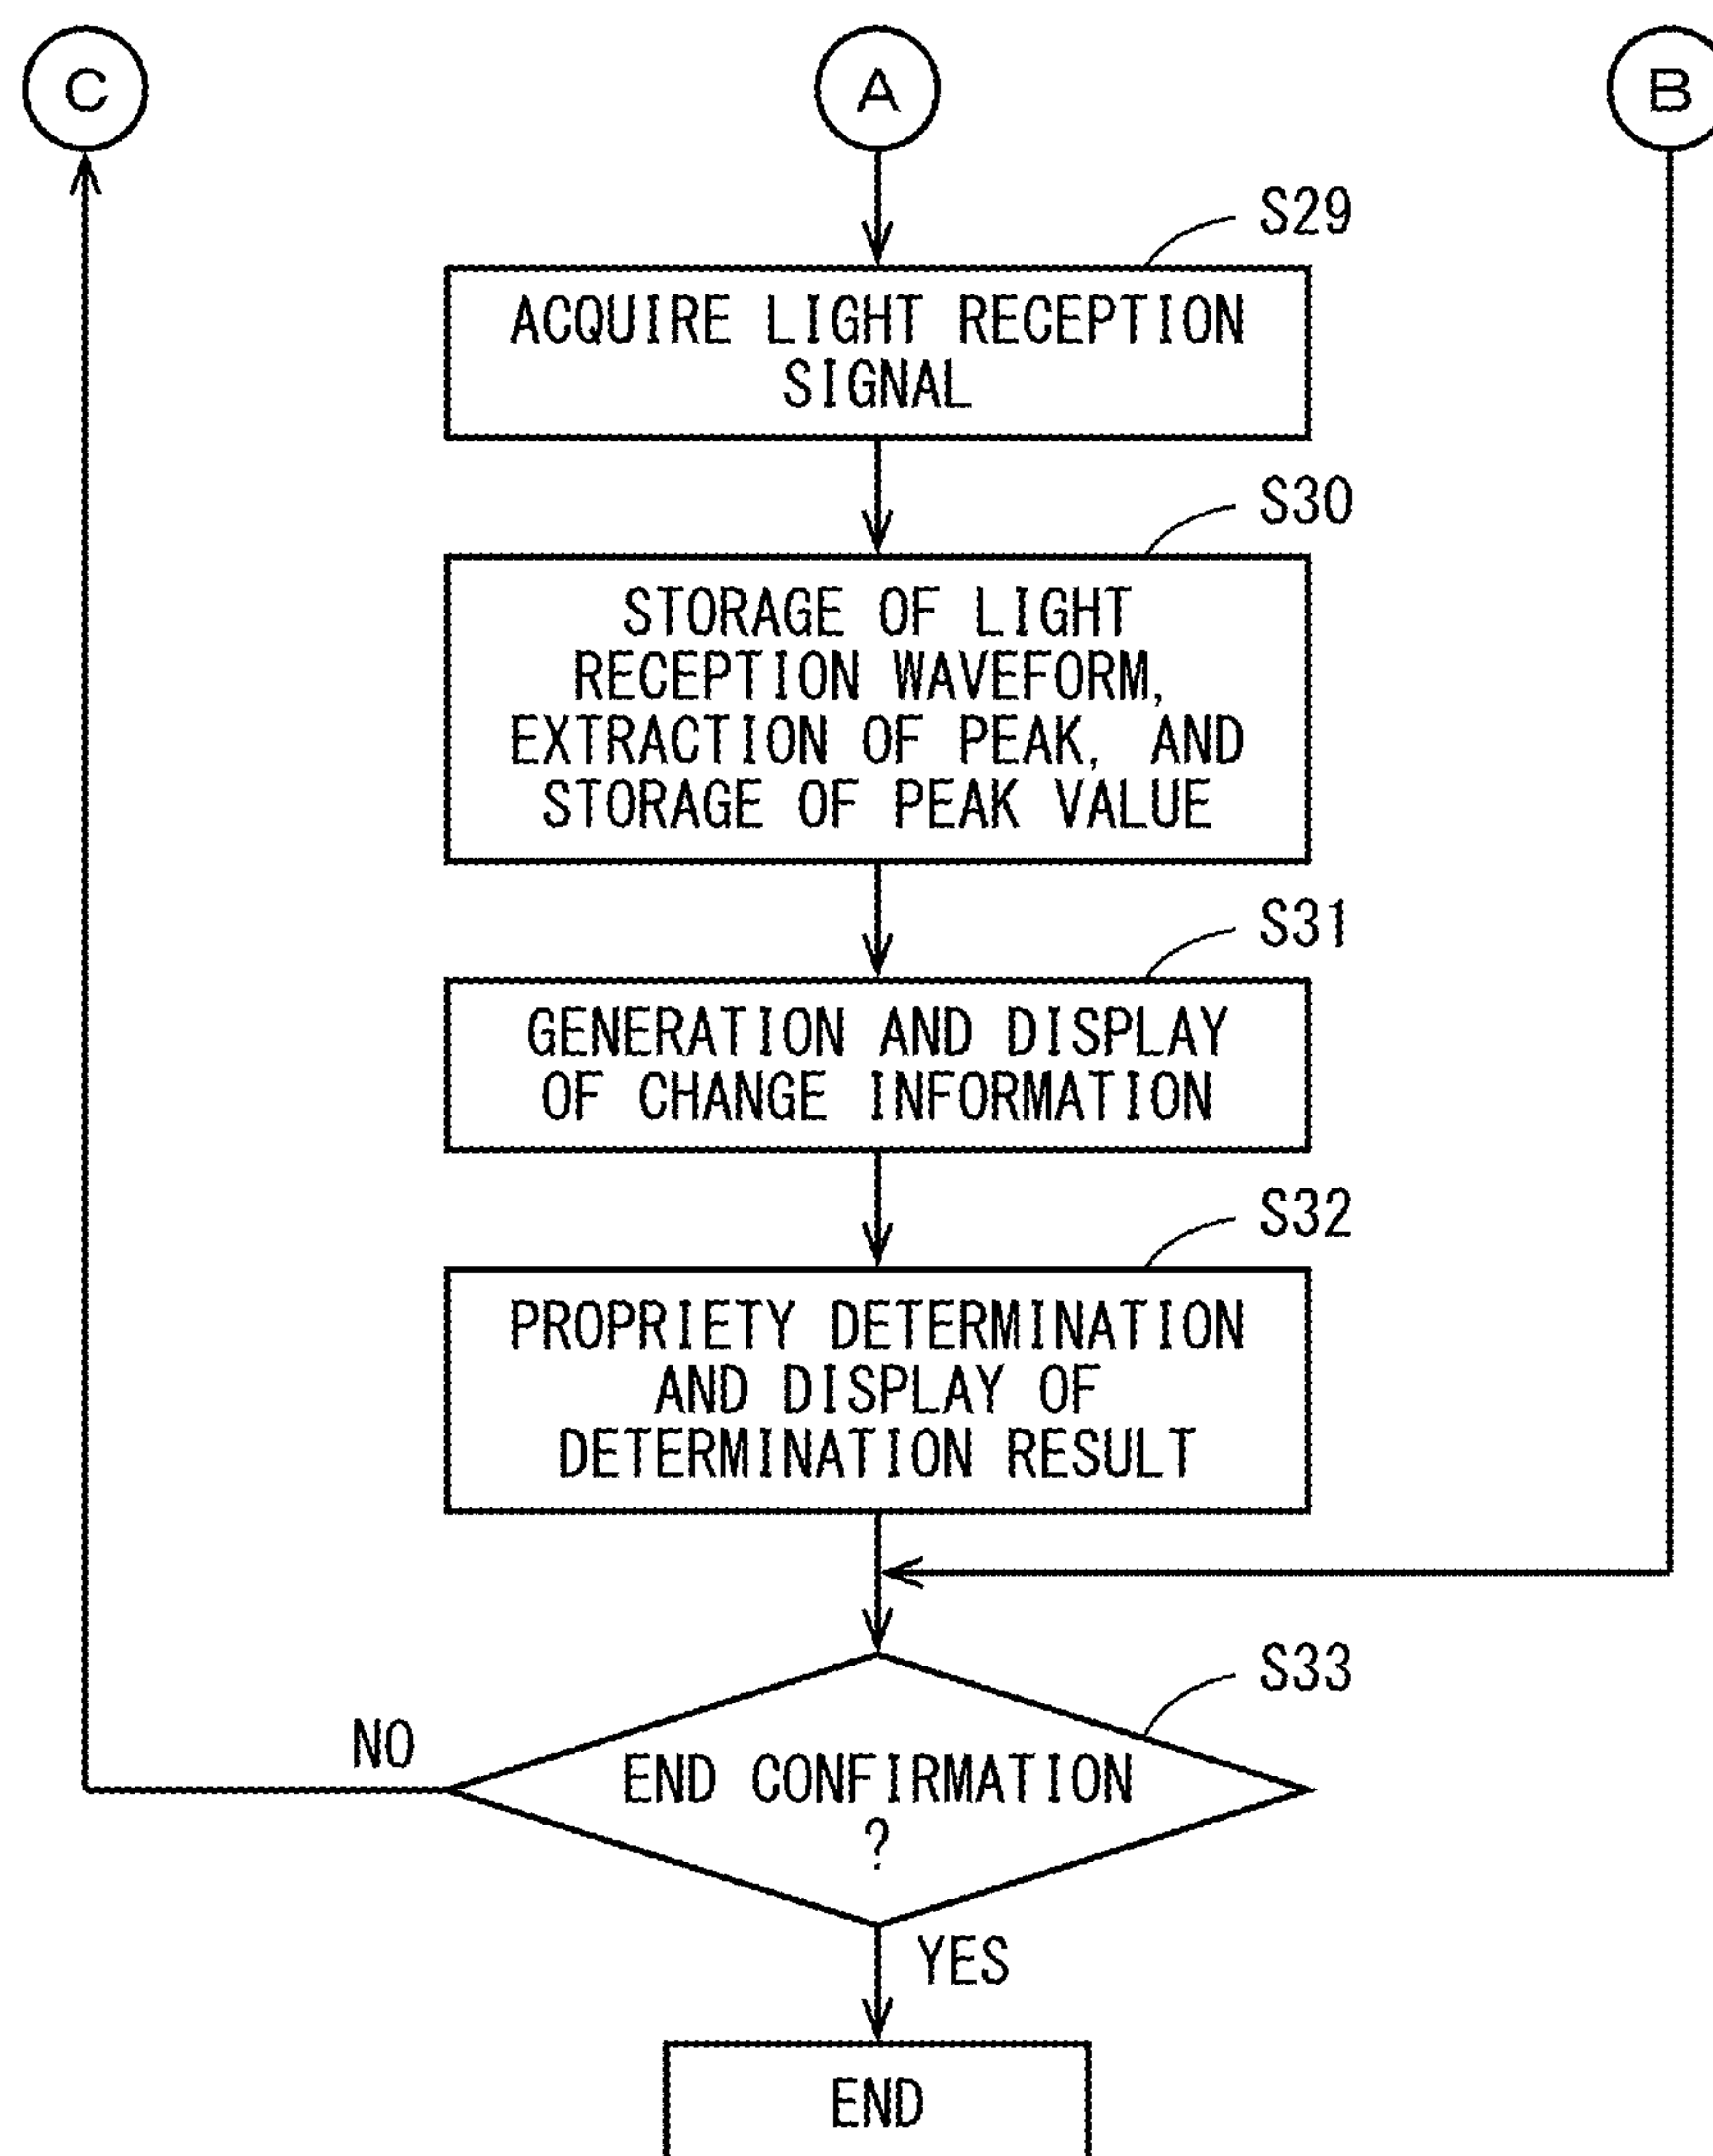 C
A
B
S29
ACQUIRE LIGHT RECEPTION
SIGNAL
S30
STORAGE OF LIGHT
RECEPTION WAVEFORM,
EXTRACTION OF PEAK, AND
STORAGE OF PEAK VALUE
S31
GENERATION AND DISPLAY
OF CHANGE INFORMATION
S32
PROPRIETY DETERMINATION
AND DISPLAY OF
DETERMINATION RESULT
S33
NO
END CONFIRMATION
?
YES
END